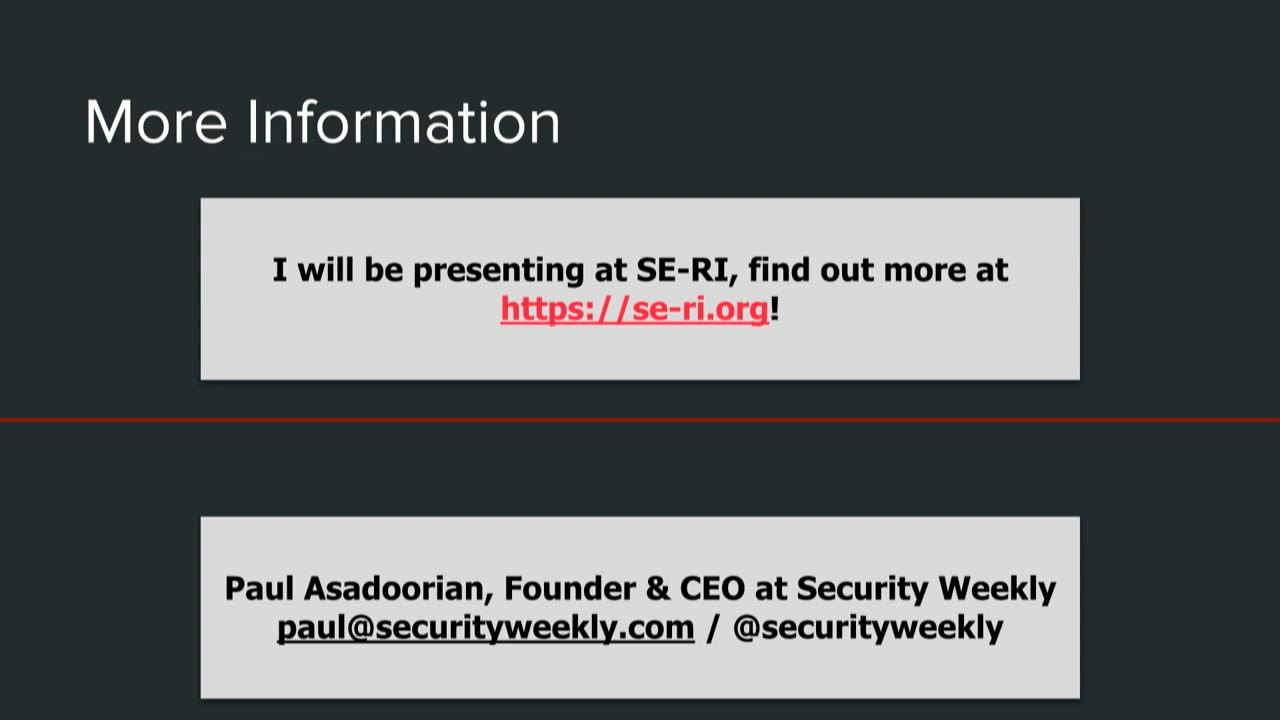 More Information
I will be presenting at SE-RI, find out more at
https://se-ri.org!
Paul Asadoorian, Founder & CEO at Security Weekly
paul@securityweekly.com / @securityweekly